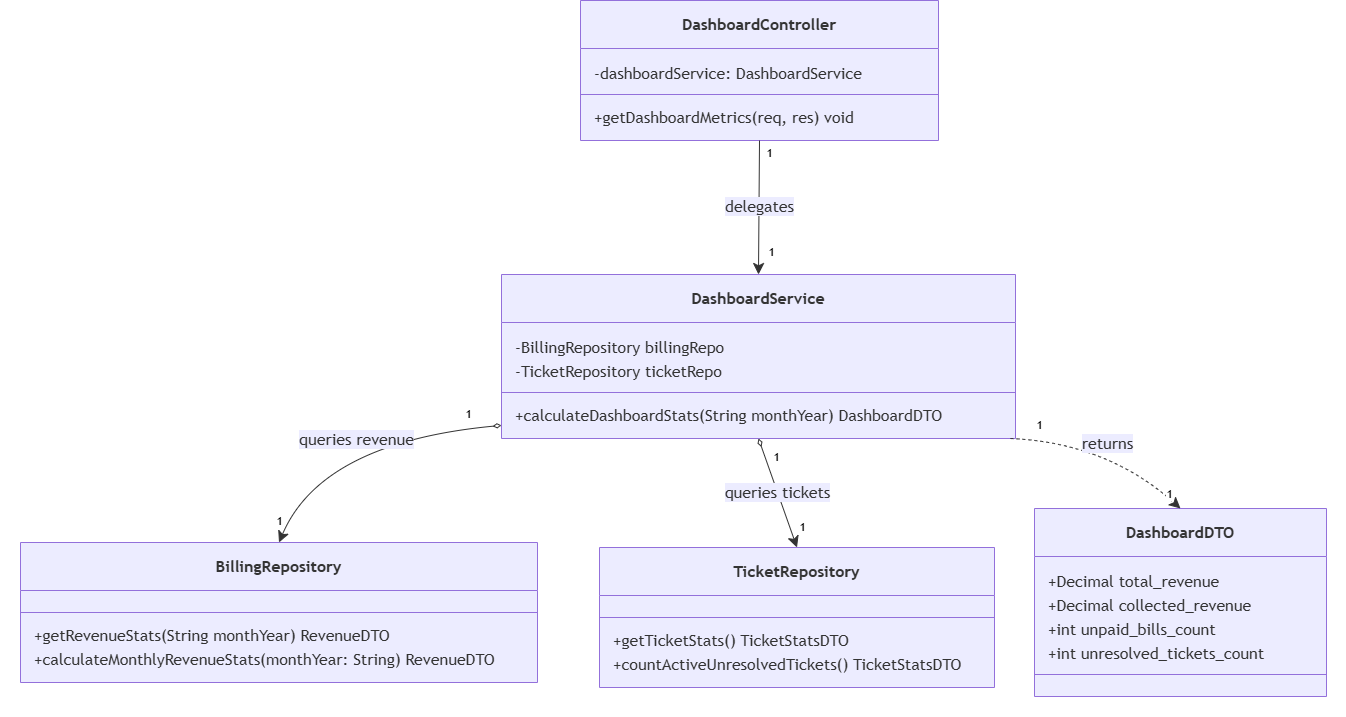 DashboardController
-dashboardService: DashboardService
+getDashboardMetrics(req, res) void
1
delegates
1
DashboardService
-BillingRepository billingRepo
-TicketRepository ticketRepo
+calculateDashboardStats(String monthYear) DashboardDTO
1
queries revenue
1
1
queries tickets
1
1
returns
1
BillingRepository
+getRevenueStats(String monthYear) RevenueDTO
+calculateMonthlyRevenueStats(monthYear: String) RevenueDTO
TicketRepository
+getTicketStats() TicketStatsDTO
+countActiveUnresolvedTickets() TicketStatsDTO
DashboardDTO
+Decimal total_revenue
+Decimal collected_revenue
+int unpaid_bills_count
+int unresolved_tickets_count